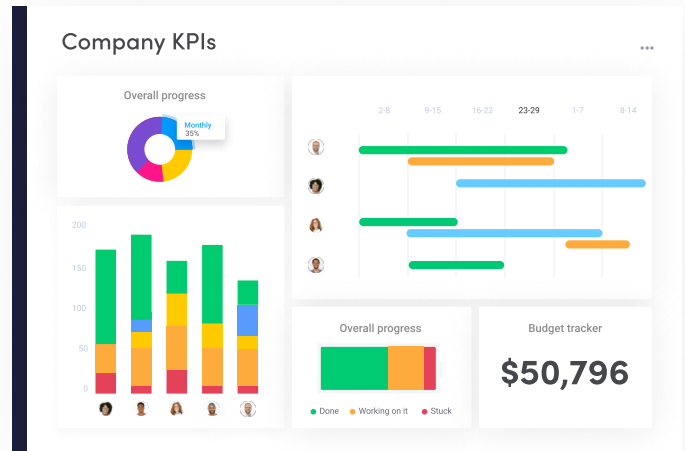 Company KPIs
Overall progress
Monthly
35%
2-8 9-15 16-22 23-29 1-7 8-14
200
150
100
50
0
Overall progress
Done Working on it Stuck
Budget tracker
$50,796